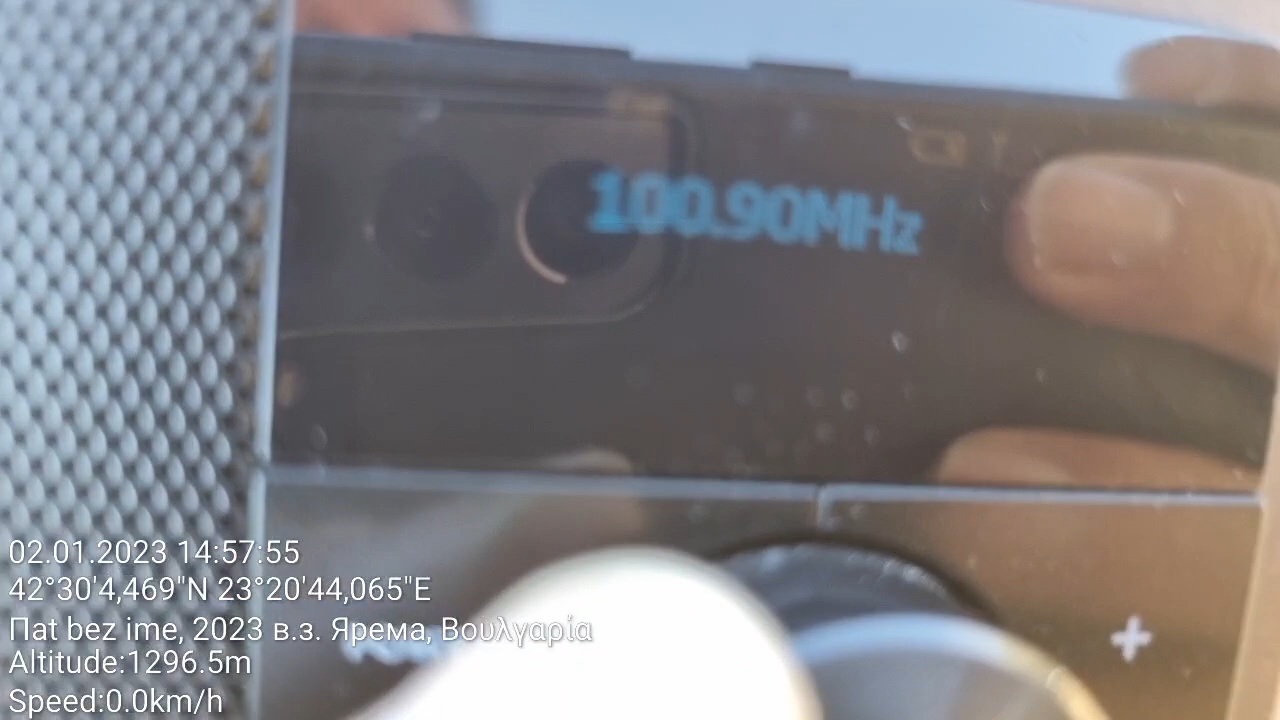 100.90MHz
+
02.01.2023 14:57:55
42°30'4,469"N 23°20'44,065"E
Πat bez ime, 2023 в.з. Ярема, Βουλγαρία
Altitude:1296.5m
Speed:0.0km/h